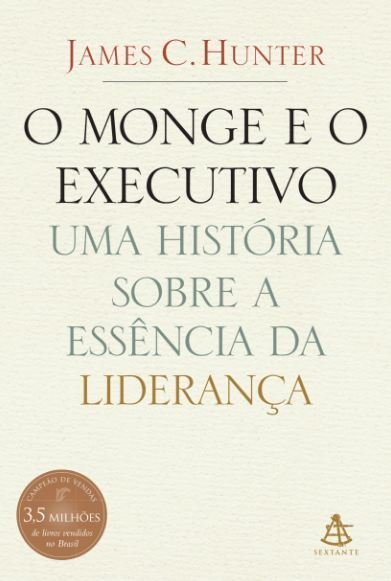 JAMES C. HUNTER
O MONGE E O
EXECUTIVO
UMA HISTÓRIA
SOBRE A
ESSÊNCIA DA
LIDERANÇA
CAMPEÃO DE VENDAS
3,5 MILHÕES
de livros vendidos
no Brasil
SEXTANTE